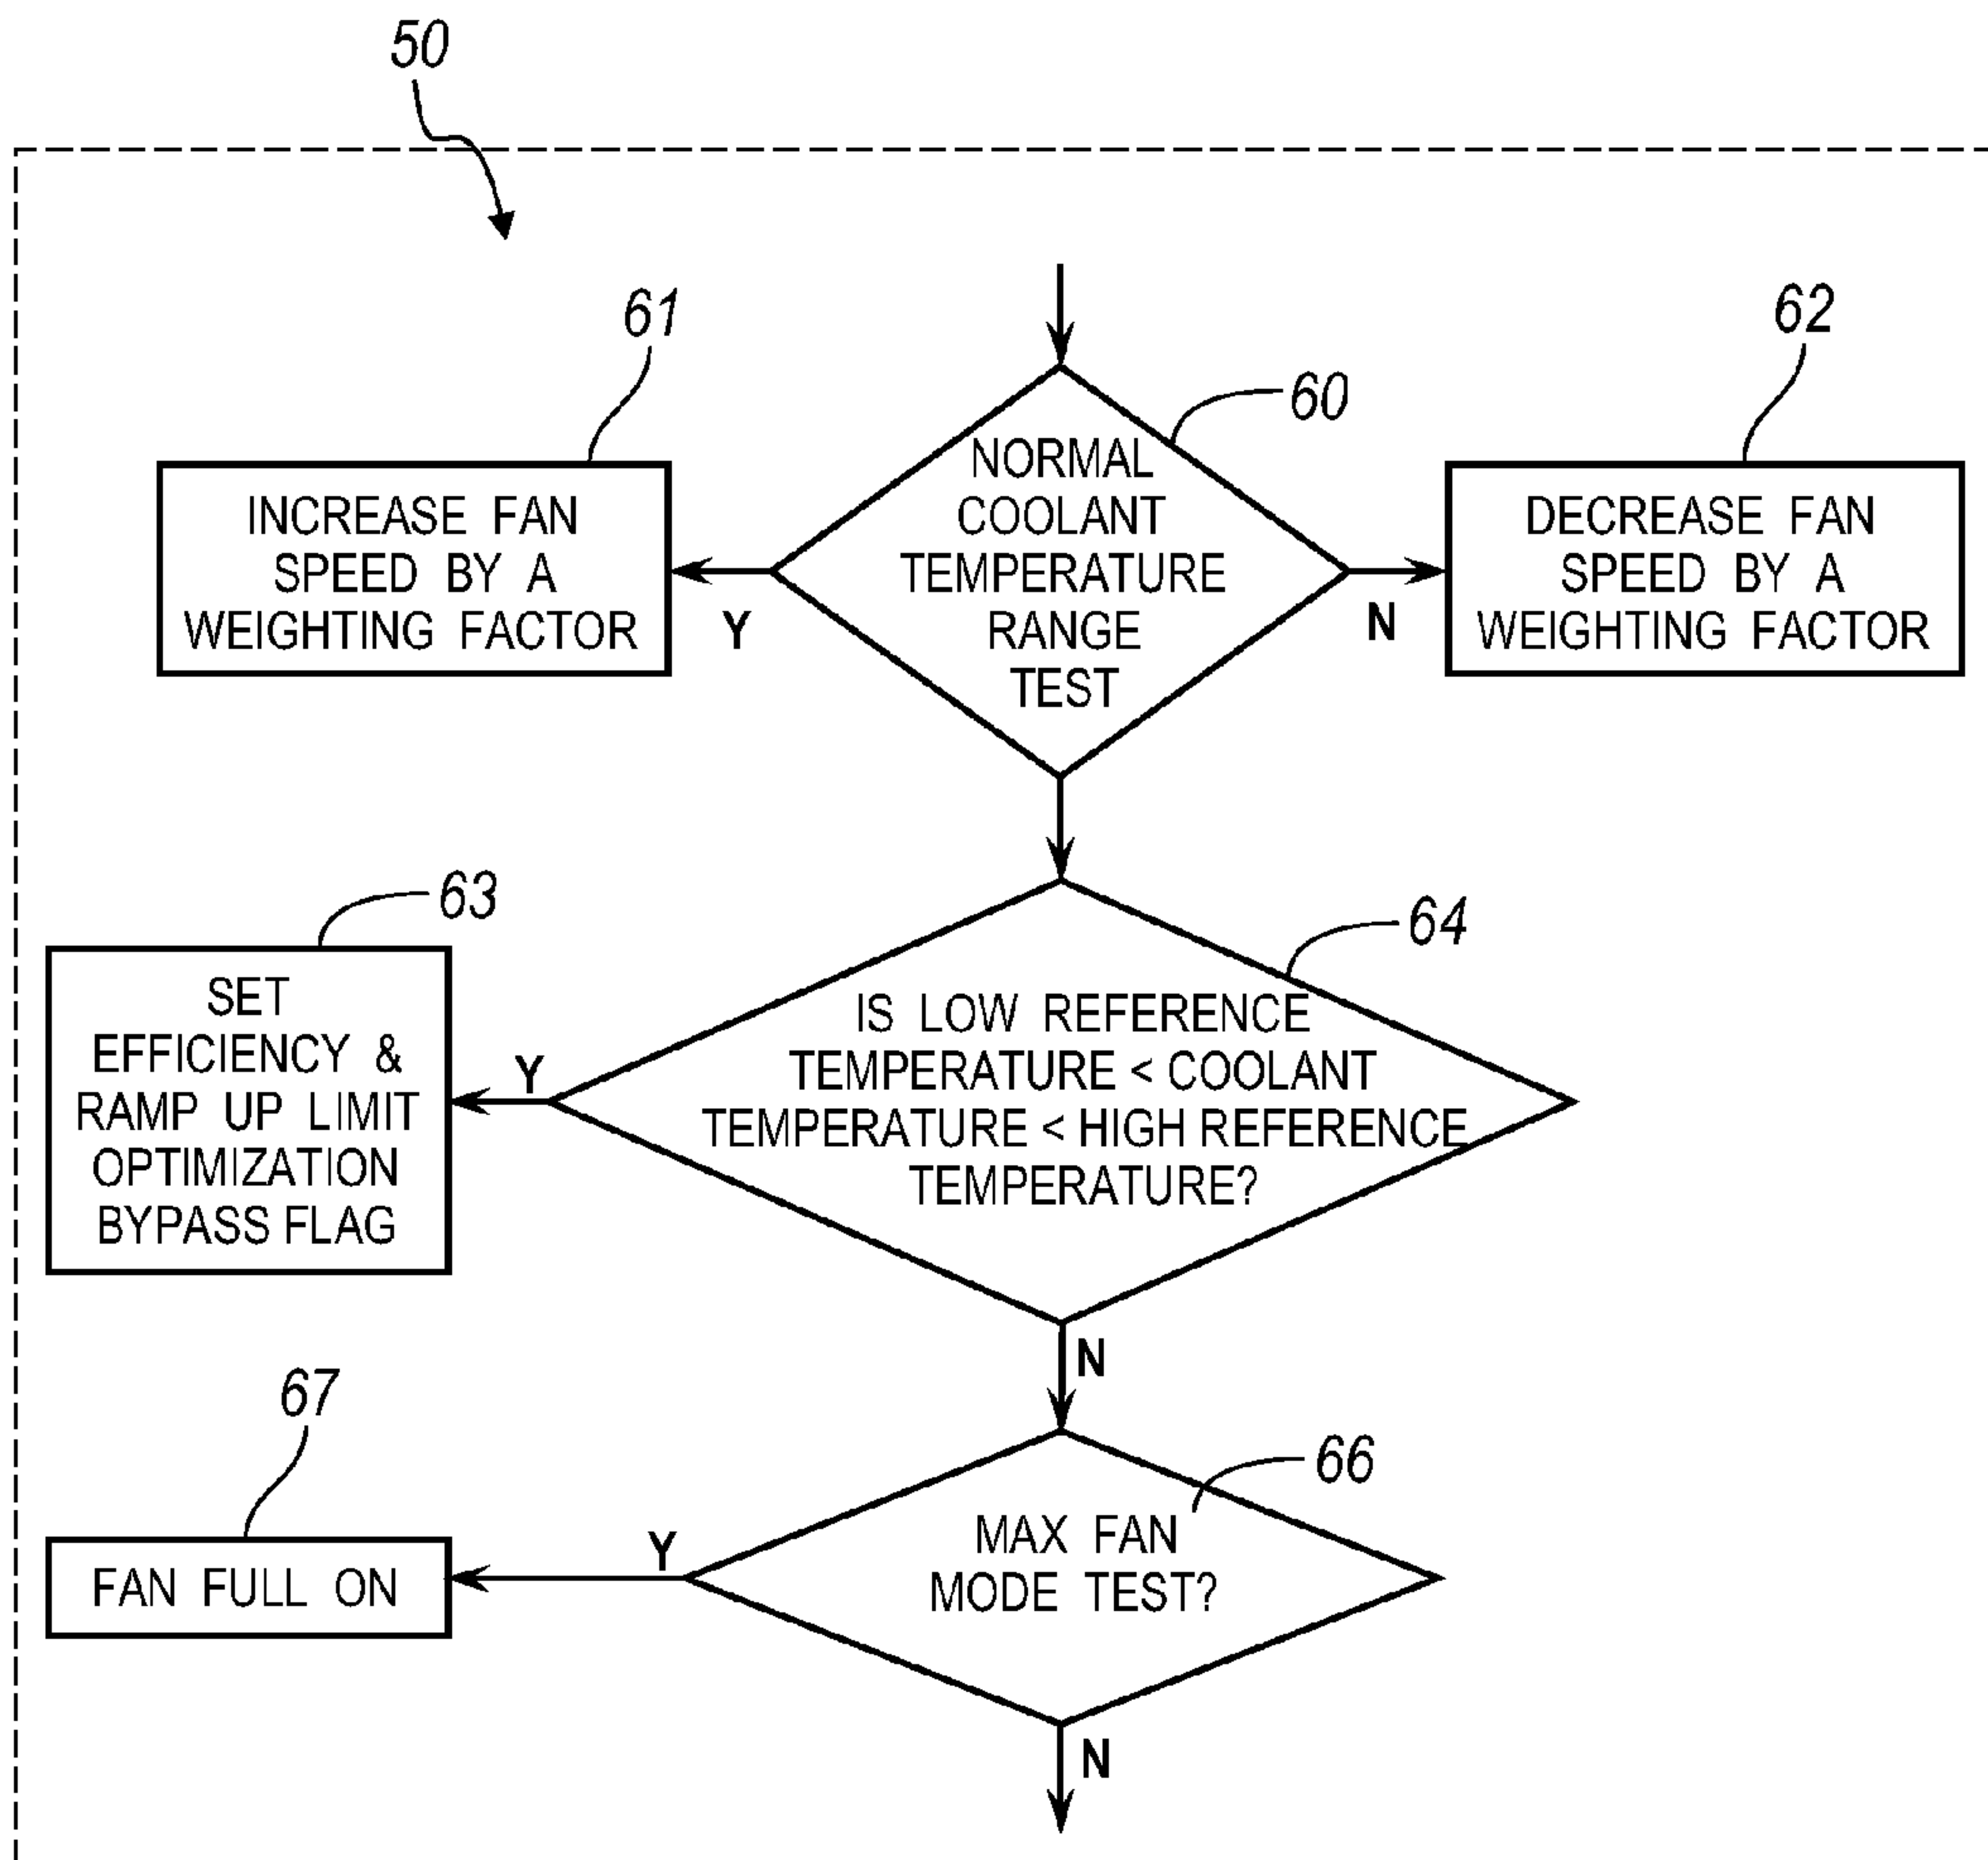 50
61
62
60
INCREASE FAN
SPEED BY A
WEIGHTING FACTOR
Y
NORMAL
COOLANT
TEMPERATURE
RANGE
TEST
N
DECREASE FAN
SPEED BY A
WEIGHTING FACTOR
63
64
SET
EFFICIENCY &
RAMP UP LIMIT
OPTIMIZATION
BYPASS FLAG
Y
IS LOW REFERENCE
TEMPERATURE < COOLANT
TEMPERATURE < HIGH REFERENCE
TEMPERATURE?
N
67
66
FAN FULL ON
Y
MAX FAN
MODE TEST?
N